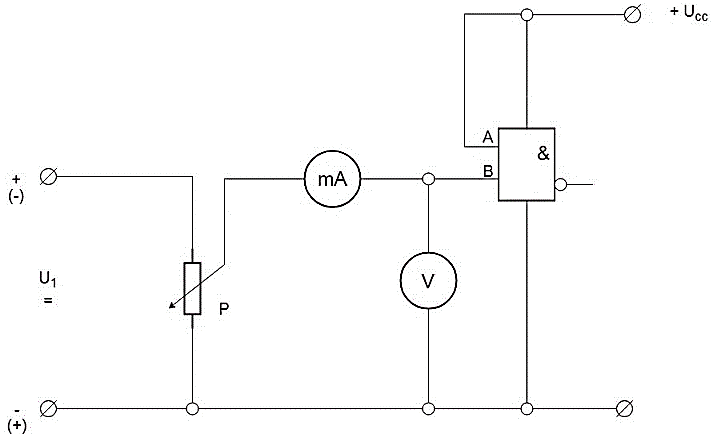 + Ucc
A
&
B
mA
+
(-)
V
U1
=
P
-
(+)